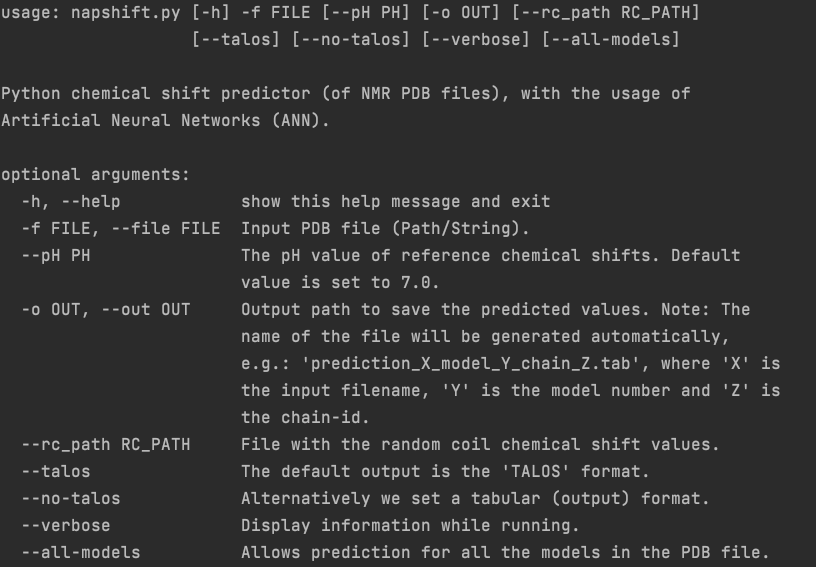 usage: napshift.py [-h] -f FILE [--pH PH] [-o OUT] [--rc_path RC_PATH]
[--talos] [--no-talos] [--verbose] [--all-models]
Python chemical shift predictor (of NMR PDB files), with the usage of
Artificial Neural Networks (ANN).
optional arguments:
-h, --help show this help message and exit
-f FILE, --file FILE Input PDB file (Path/String).
--pH PH The pH value of reference chemical shifts. Default
value is set to 7.0.
-o OUT, --out OUT Output path to save the predicted values. Note: The
name of the file will be generated automatically,
e.g.: 'prediction_X_model_Y_chain_Z.tab', where 'X' is
the input filename, 'Y' is the model number and 'Z' is
the chain-id.
--rc_path RC_PATH File with the random coil chemical shift values.
--talos The default output is the 'TALOS' format.
--no-talos Alternatively we set a tabular (output) format.
--verbose Display information while running.
--all-models Allows prediction for all the models in the PDB file.